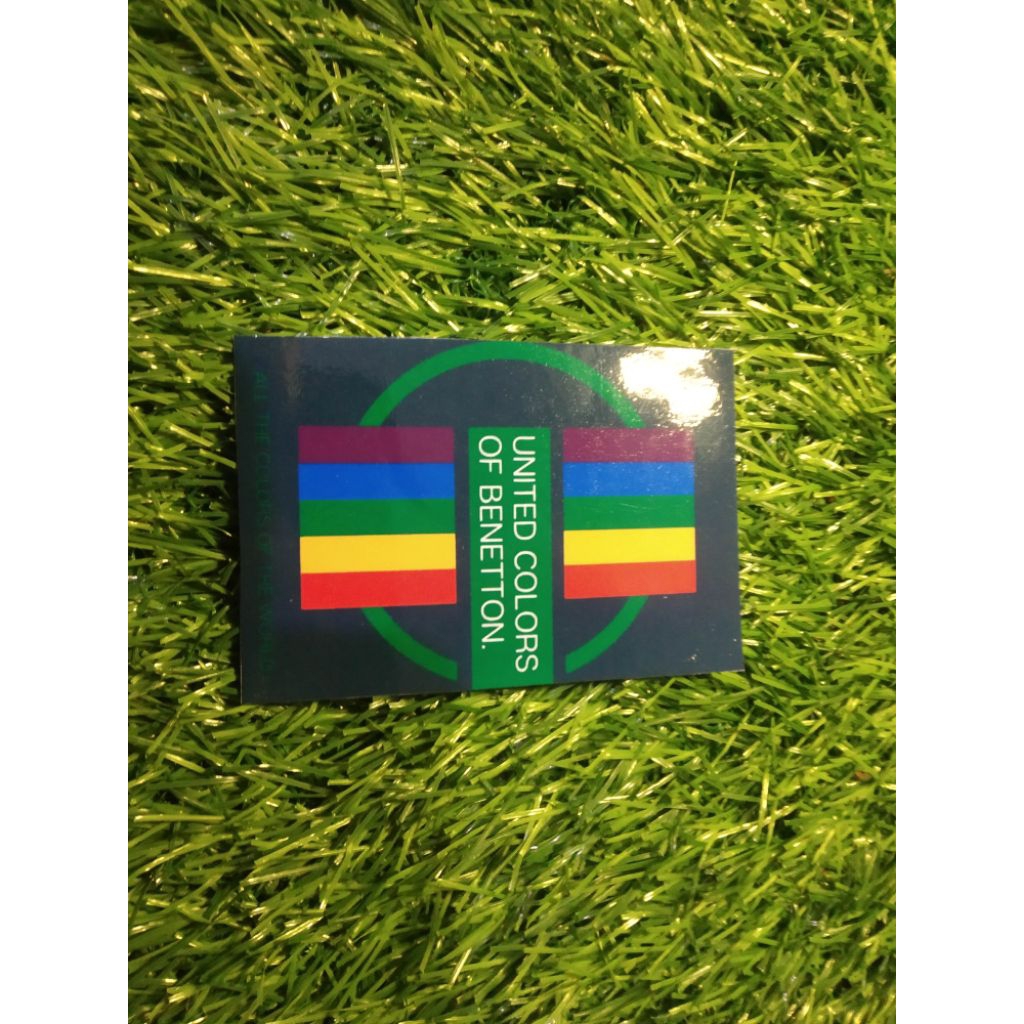 UNITED COLORS
OF BENETTON.
ALL THE COLORS OF THE WORLD